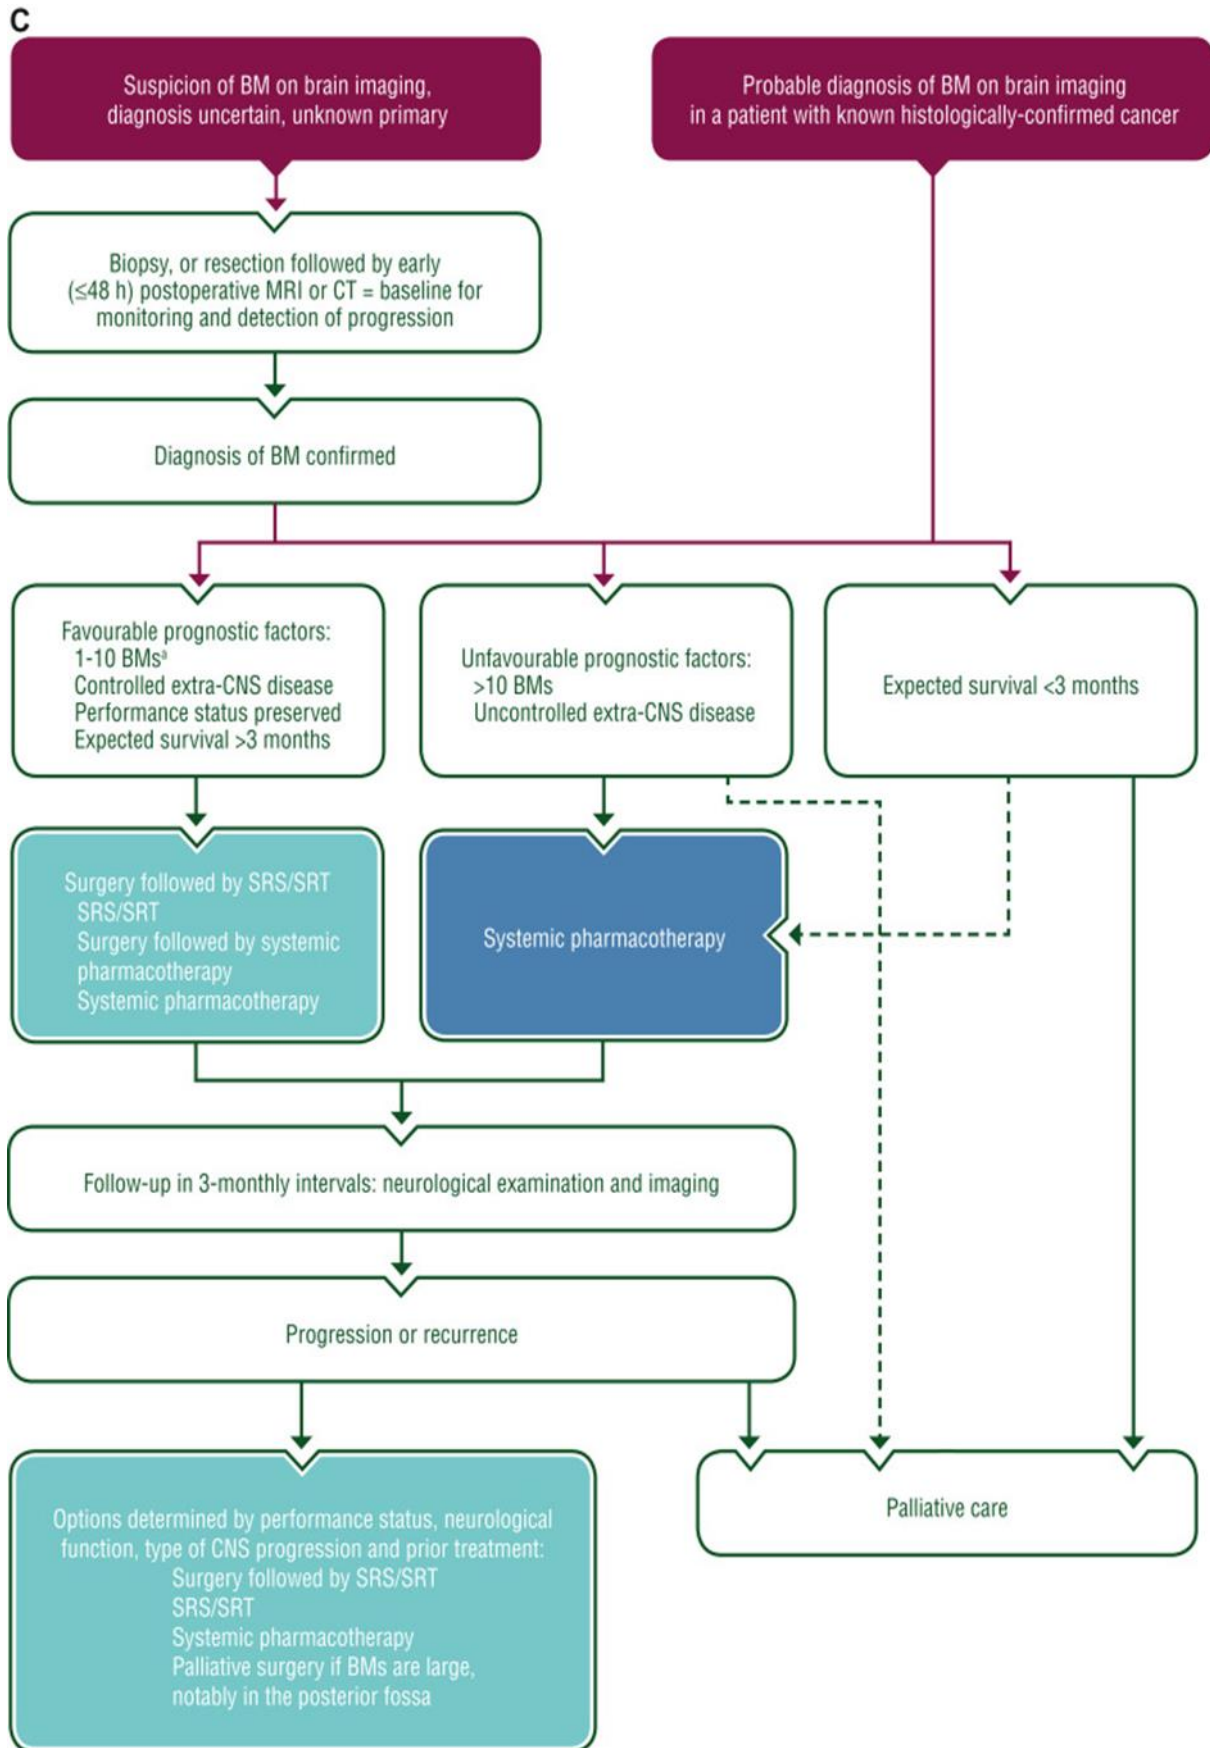 C
Suspicion of BM on brain imaging,
diagnosis uncertain, unknown primary
Probable diagnosis of BM on brain imaging
in a patient with known histologically-confirmed cancer
Biopsy, or resection followed by early
(≤48 h) postoperative MRI or CT = baseline for
monitoring and detection of progression
Diagnosis of BM confirmed
Favourable prognostic factors:
1-10 BMsᵃ
Controlled extra-CNS disease
Performance status preserved
Expected survival >3 months
Unfavourable prognostic factors:
>10 BMs
Uncontrolled extra-CNS disease
Expected survival <3 months
Surgery followed by SRS/SRT
SRS/SRT
Surgery followed by systemic
pharmacotherapy
Systemic pharmacotherapy
Systemic pharmacotherapy
Follow-up in 3-monthly intervals: neurological examination and imaging
Progression or recurrence
Options determined by performance status, neurological
function, type of CNS progression and prior treatment:
Surgery followed by SRS/SRT
SRS/SRT
Systemic pharmacotherapy
Palliative surgery if BMs are large,
notably in the posterior fossa
Palliative care